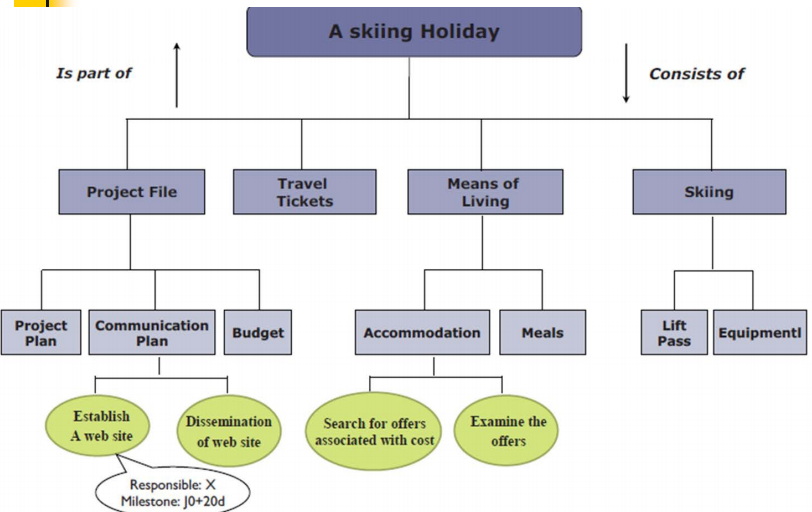 A skiing Holiday
Is part of
Consists of
Project File
Travel
Tickets
Means of
Living
Skiing
Project
Plan
Communication
Plan
Budget
Accommodation
Meals
Lift
Pass
Equipmentl
Establish
A web site
Dissemination
of web site
Search for offers
associated with cost
Examine the
offers
Responsible: X
Milestone: J0+20d